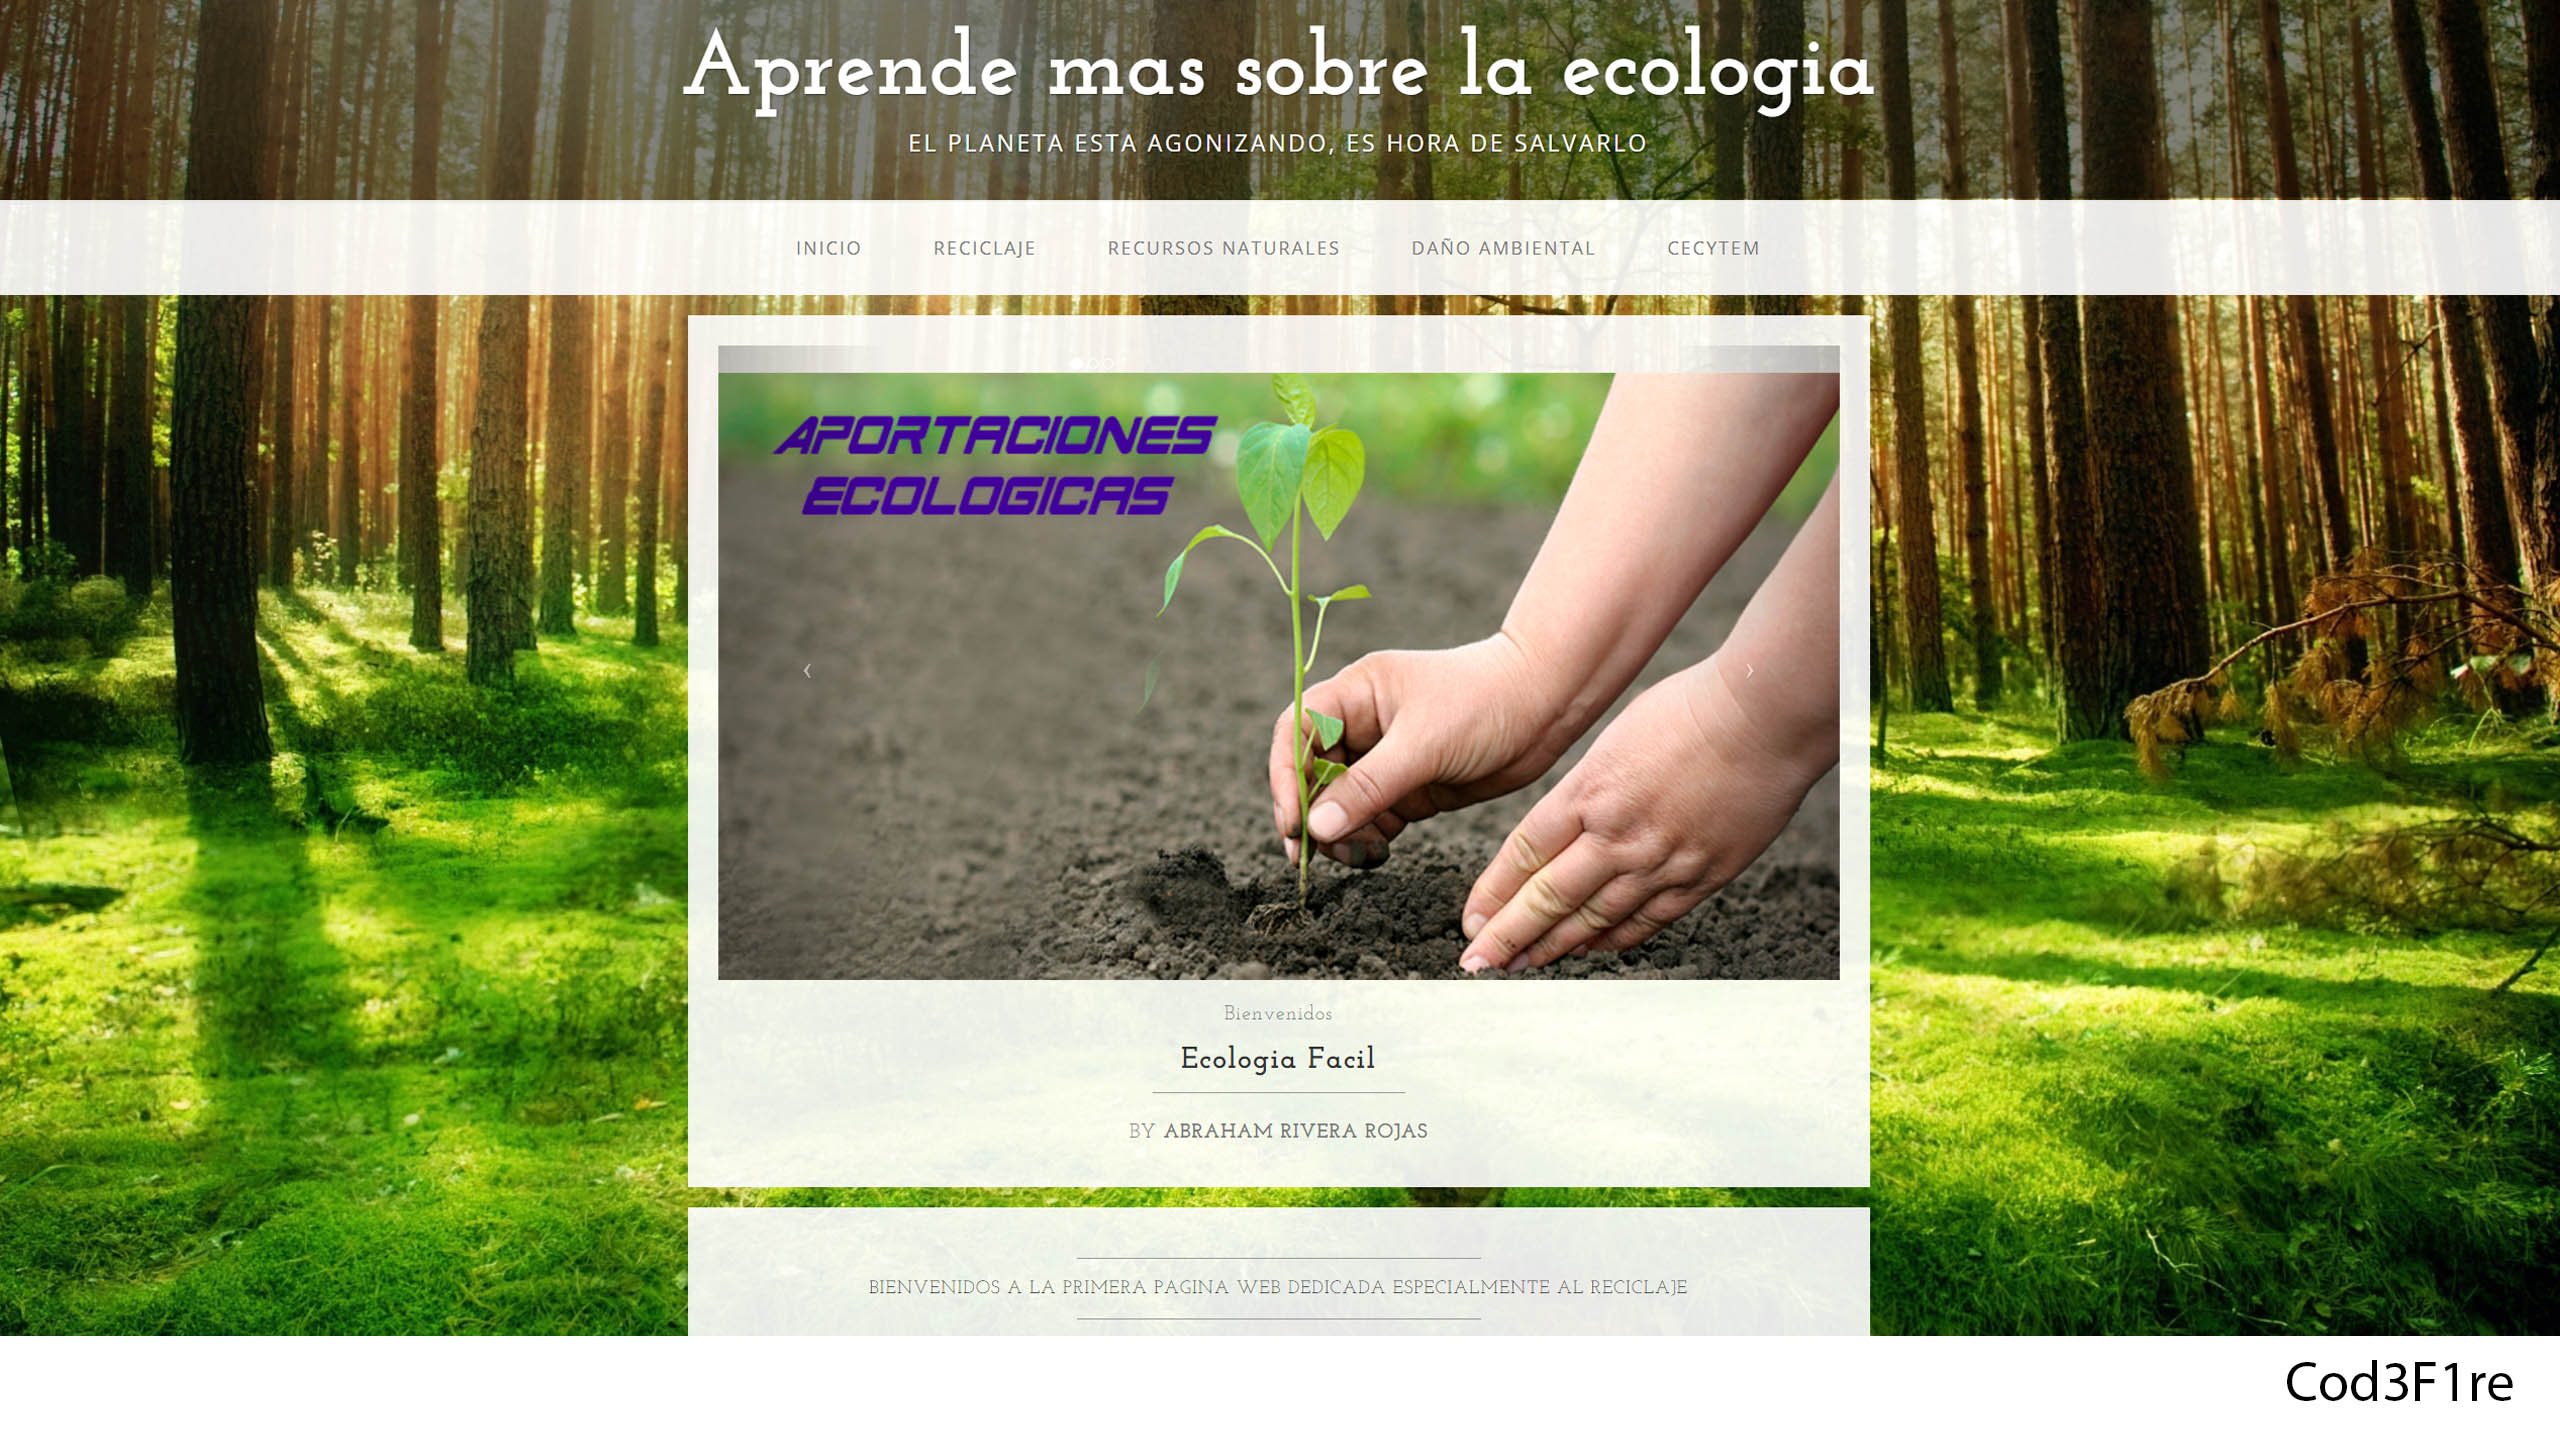 Aprende mas sobre la ecologia
EL PLANETA ESTA AGONIZANDO, ES HORA DE SALVARLO
INICIO RECICLAJE RECURSOS NATURALES DAÑO AMBIENTAL CECYTEM
APORTACIONES
ECOLOGICAS
Bienvenidos
Ecologia Facil
BY ABRAHAM RIVERA ROJAS
BIENVENIDOS A LA PRIMERA PAGINA WEB DEDICADA ESPECIALMENTE AL RECICLAJE
Cod3F1re